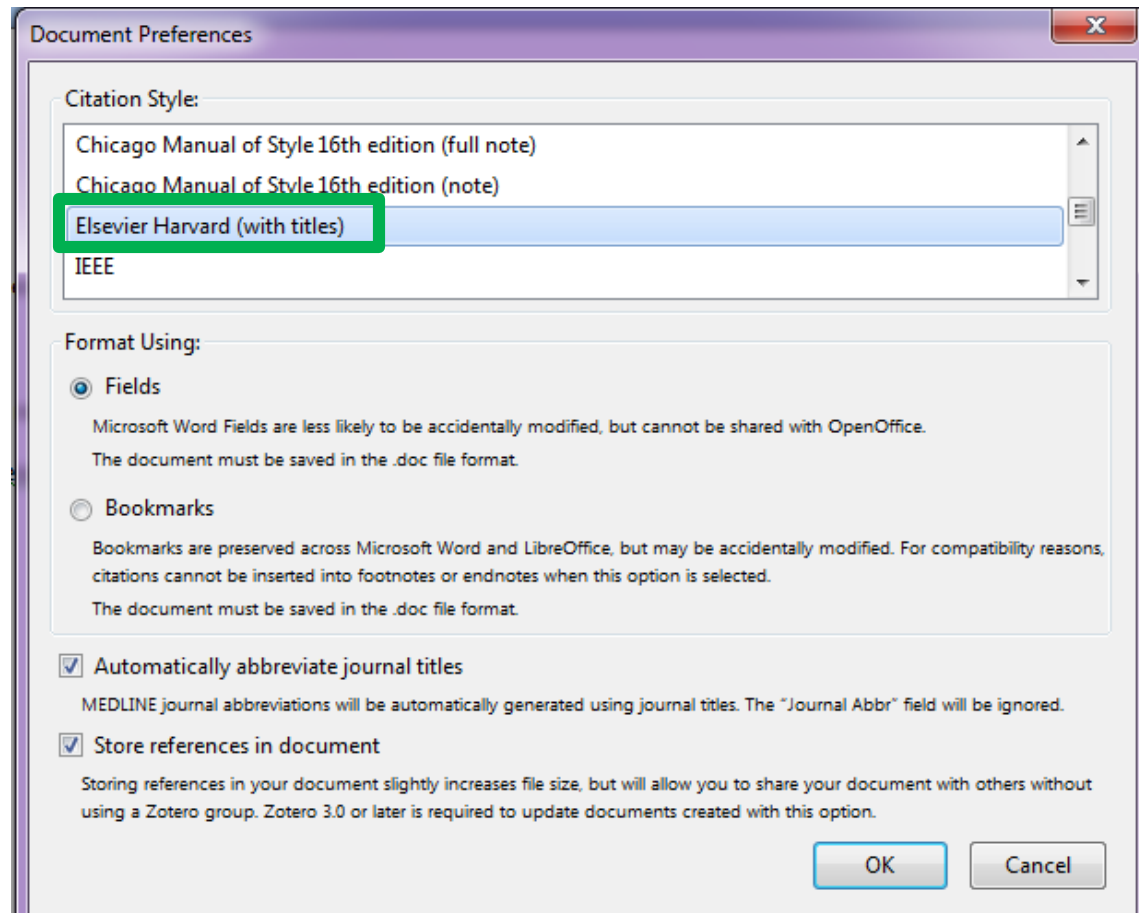 Document Preferences
Citation Style:
Chicago Manual of Style 16th edition (full note)
Chicago Manual of Style 16th edition (note)
Elsevier Harvard (with titles)
IEEE
Format Using:
Fields
Microsoft Word Fields are less likely to be accidentally modified, but cannot be shared with OpenOffice.
The document must be saved in the .doc file format.
Bookmarks
Bookmarks are preserved across Microsoft Word and LibreOffice, but may be accidentally modified. For compatibility reasons,
citations cannot be inserted into footnotes or endnotes when this option is selected.
The document must be saved in the .doc file format.
Automatically abbreviate journal titles
MEDLINE journal abbreviations will be automatically generated using journal titles. The "Journal Abbr" field will be ignored.
Store references in document
Storing references in your document slightly increases file size, but will allow you to share your document with others without
using a Zotero group. Zotero 3.0 or later is required to update documents created with this option.
OK
Cancel